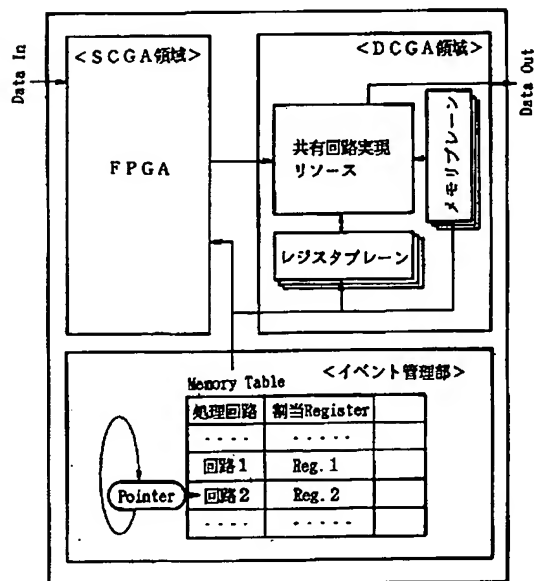 Data In
<SCGA領域>
FPGA
<DCGA領域>
共有回路実現
リソース
メモリプレーン
レジスタプレーン
Data Out
<イベント管理部>
Memory Table
処理回路 割当Register
.... .....
回路1 Reg.1
Pointer 回路2 Reg.2
.... .....